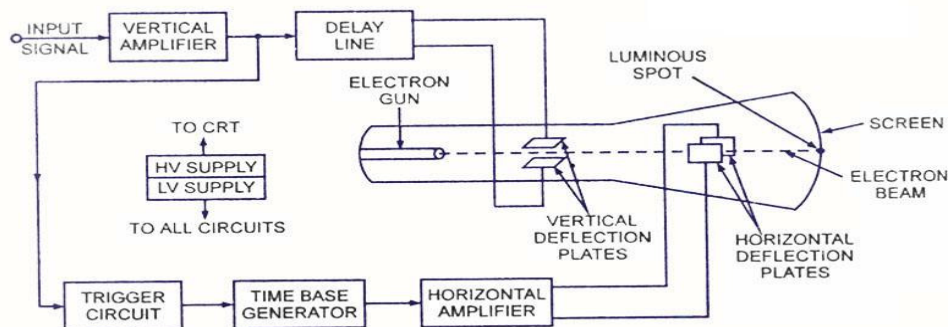 INPUT
SIGNAL
VERTICAL
AMPLIFIER
DELAY
LINE
ELECTRON
GUN
LUMINOUS
SPOT
SCREEN
ELECTRON
BEAM
TO CRT
HV SUPPLY
LV SUPPLY
TO ALL CIRCUITS
VERTICAL
DEFLECTION
PLATES
HORIZONTAL
DEFLECTION
PLATES
TRIGGER
CIRCUIT
TIME BASE
GENERATOR
HORIZONTAL
AMPLIFIER